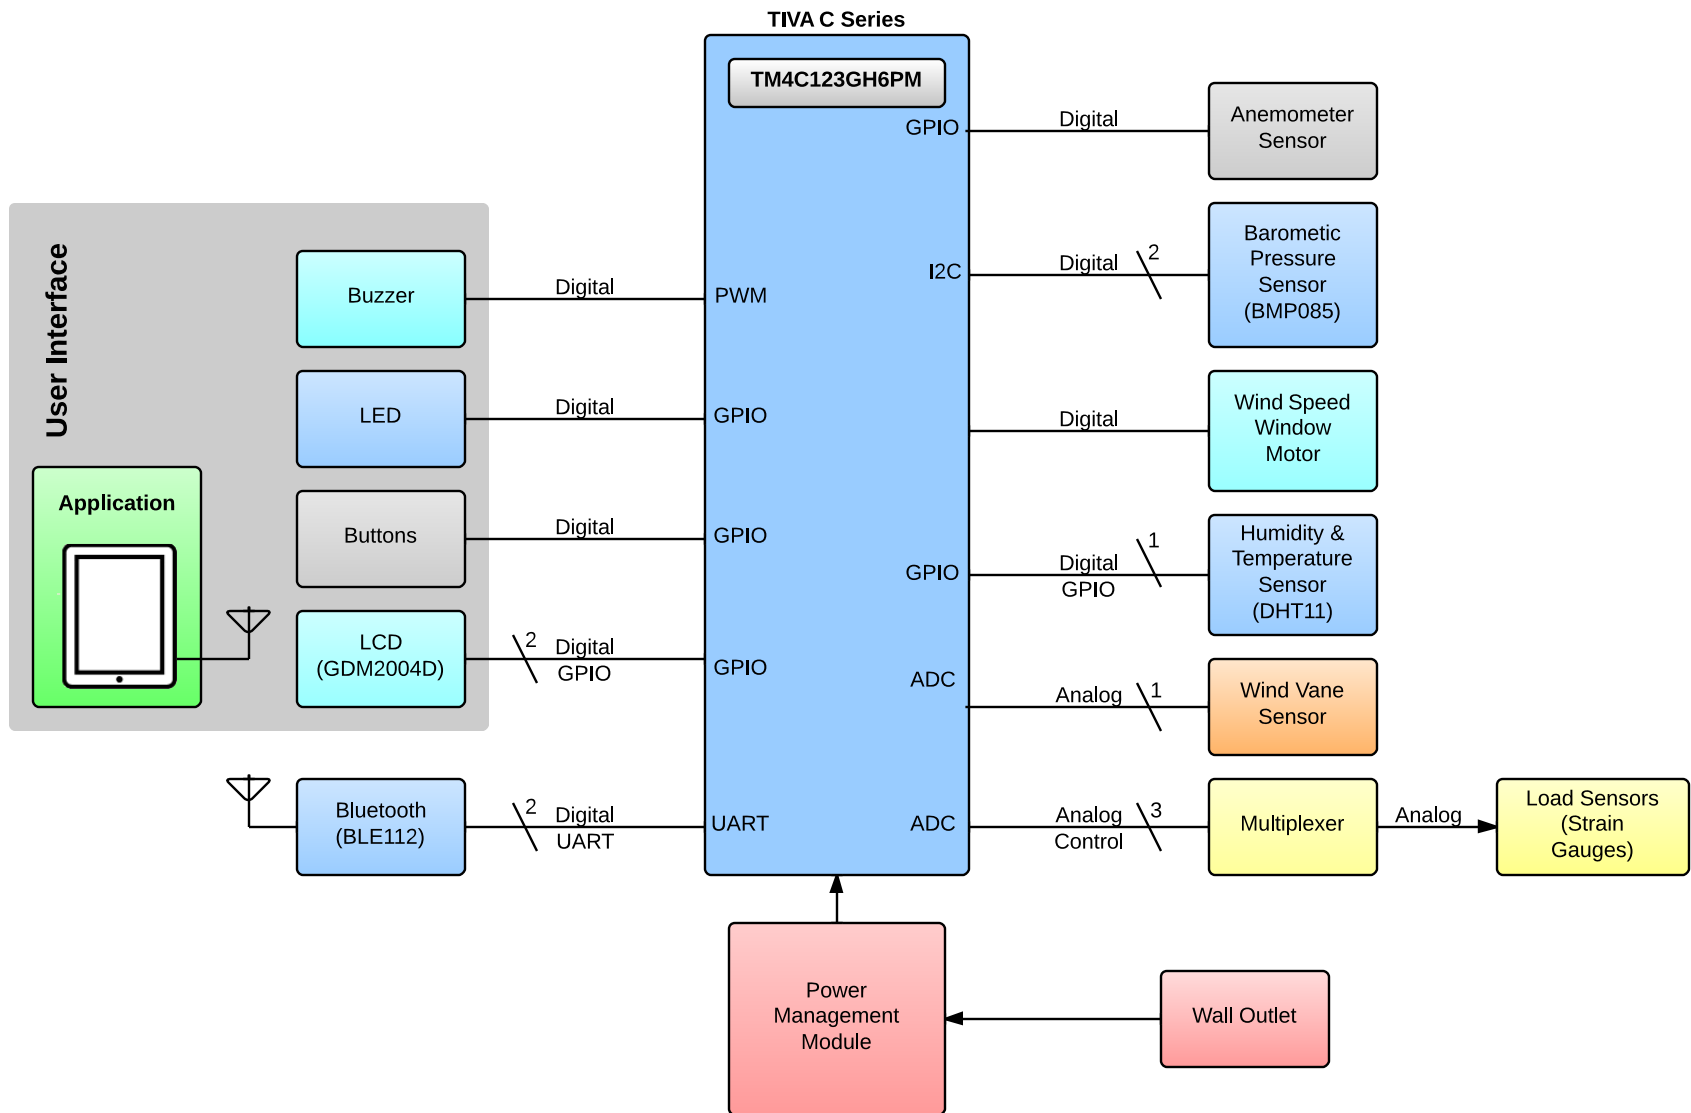 TIVA C Series
TM4C123GH6PM
GPIO
Digital
Anemometer
Sensor
I2C
Digital
2
Barometic
Pressure
Sensor
(BMP085)
Digital
Wind Speed
Window
Motor
GPIO
Digital
GPIO
1
Humidity &
Temperature
Sensor
(DHT11)
ADC
Analog
1
Wind Vane
Sensor
ADC
Analog
Control
3
Multiplexer
Analog
Load Sensors
(Strain
Gauges)
User Interface
Buzzer
Digital
PWM
LED
Digital
GPIO
Application
Buttons
Digital
GPIO
LCD
(GDM2004D)
2
Digital
GPIO
GPIO
Bluetooth
(BLE112)
2
Digital
UART
UART
Power
Management
Module
Wall Outlet